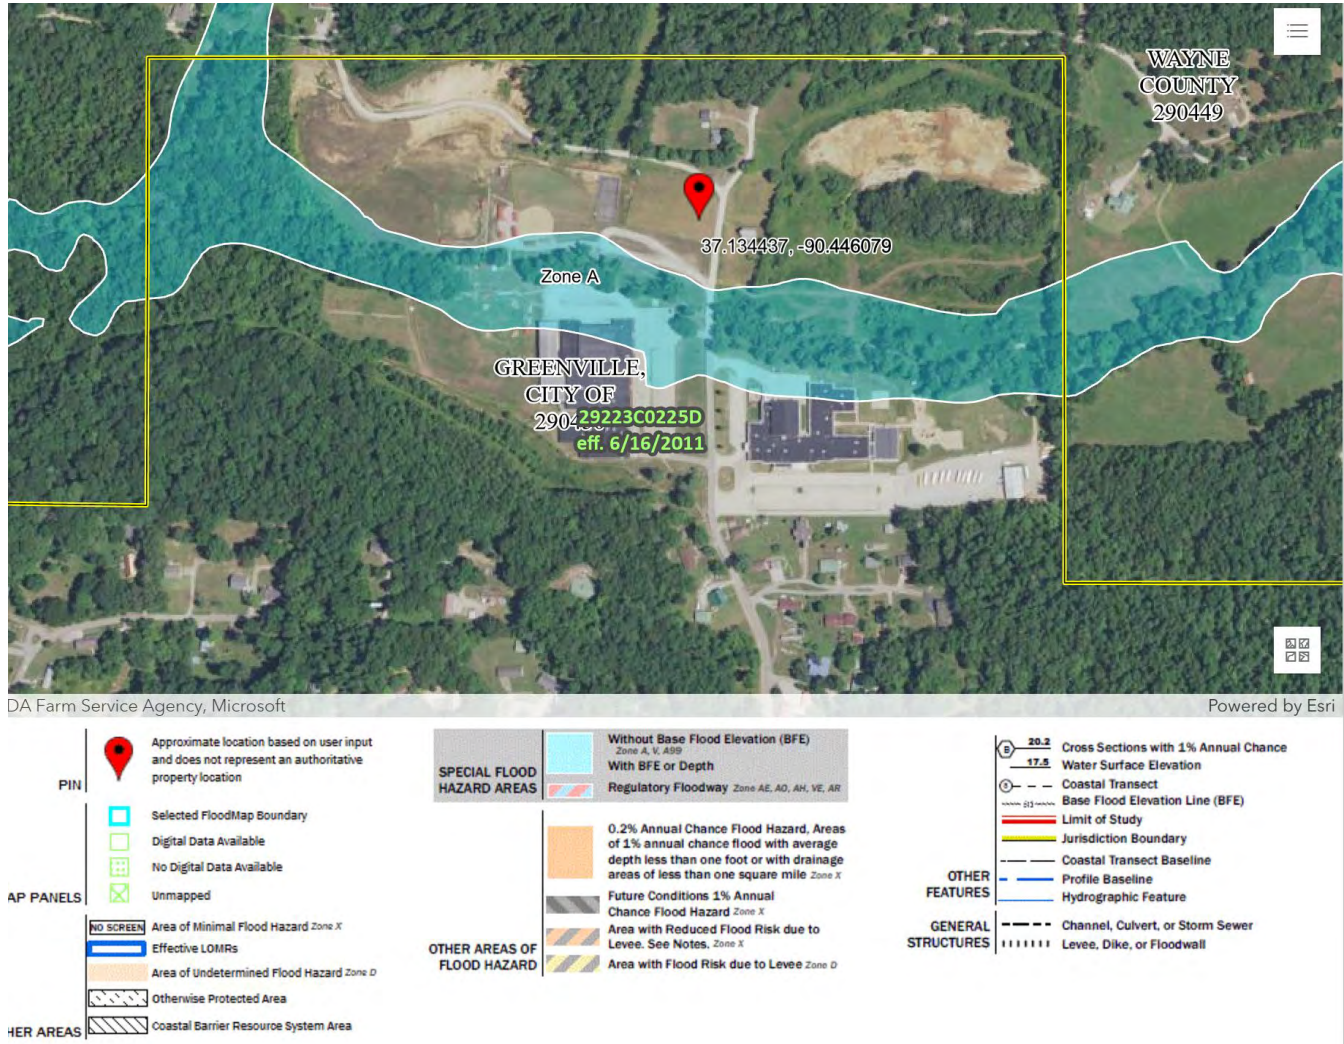 WAYNE
COUNTY
290449
37.134437, -90.446079
Zone A
GREENVILLE,
CITY OF
29223C0225D
eff. 6/16/2011
DA Farm Service Agency, Microsoft
Powered by Esri
PIN
Approximate location based on user input
and does not represent an authoritative
property location
AP PANELS
Selected FloodMap Boundary
Digital Data Available
No Digital Data Available
Unmapped
HER AREAS
NO SCREEN
Area of Minimal Flood Hazard Zone X
Effective LOMRs
Area of Undetermined Flood Hazard Zone D
Otherwise Protected Area
Coastal Barrier Resource System Area
SPECIAL FLOOD
HAZARD AREAS
Without Base Flood Elevation (BFE)
Zone A, V, A99
With BFE or Depth
Regulatory Floodway Zone AE, AO, AH, VE, AR
OTHER AREAS OF
FLOOD HAZARD
0.2% Annual Chance Flood Hazard, Areas
of 1% annual chance flood with average
depth less than one foot or with drainage
areas of less than one square mile Zone X
Future Conditions 1% Annual
Chance Flood Hazard Zone X
Area with Reduced Flood Risk due to
Levee. See Notes. Zone X
Area with Flood Risk due to Levee Zone D
OTHER
FEATURES
B 20.2
17.5
Cross Sections with 1% Annual Chance
Water Surface Elevation
Coastal Transect
Base Flood Elevation Line (BFE)
Limit of Study
Jurisdiction Boundary
Coastal Transect Baseline
Profile Baseline
Hydrographic Feature
GENERAL
STRUCTURES
Channel, Culvert, or Storm Sewer
Levee, Dike, or Floodwall